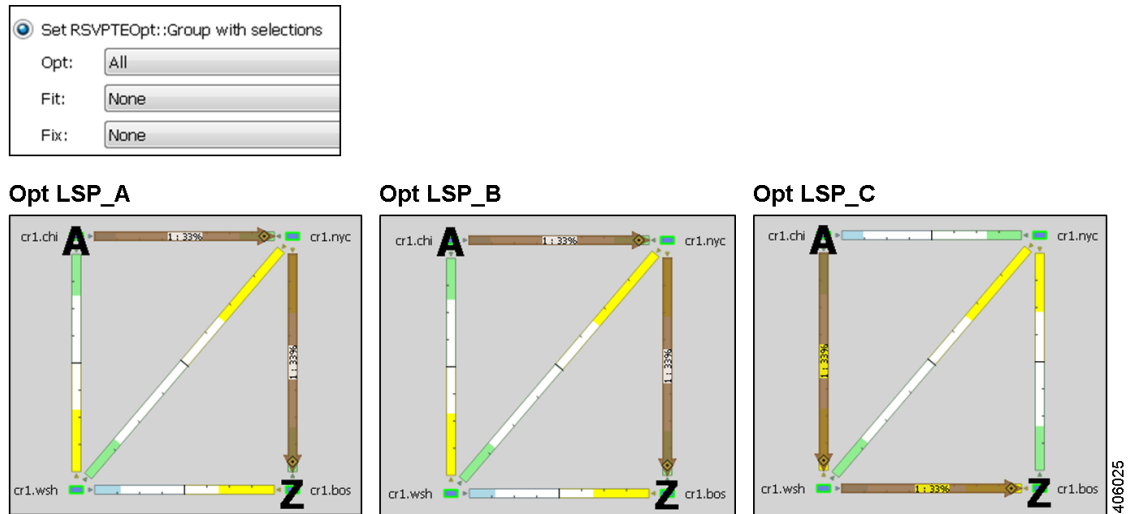 Set RSVPTEOpt::Group with selections
Opt: All
Fit: None
Fix: None
Opt LSP_A
Opt LSP_B
Opt LSP_C
cr1.chi A 1 : 33% cr1.nyc
1 : 33%
cr1.wsh Z cr1.bos
cr1.chi A 1 : 33% cr1.nyc
1 : 33%
cr1.wsh Z cr1.bos
cr1.chi A cr1.nyc
1 : 33%
cr1.wsh 1 : 33% Z cr1.bos
406025